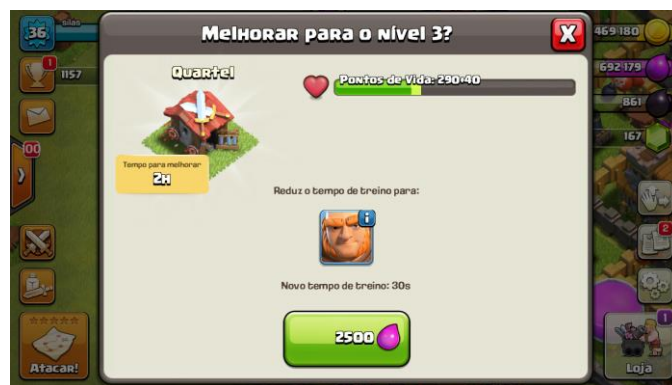 36
Silas
1157
1
100
Melhorar para o nível 3?
X
469 180
692 179
861
167
Quartel
Pontos de Vida: 290+40
Tempo para melhorar
2H
Reduz o tempo de treino para:
i
Novo tempo de treino: 30s
2500
2
1
Atacar!
Loja